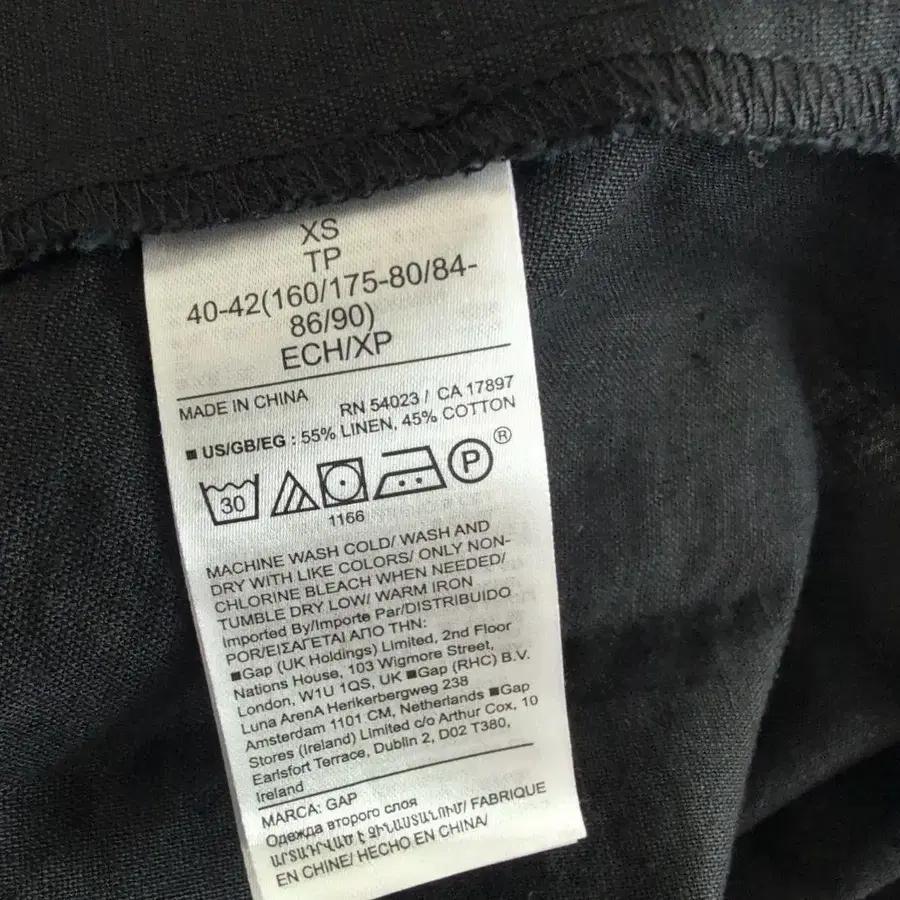 XS
TP
40-42(160/175-80/84-
86/90)
ECH/XP
MADE IN CHINA
RN 54023 / CA 17897
■ US/GB/EG : 55% LINEN, 45% COTTON
30 P ®
1166
MACHINE WASH COLD/ WASH AND
DRY WITH LIKE COLORS/ ONLY NON-
CHLORINE BLEACH WHEN NEEDED/
TUMBLE DRY LOW/ WARM IRON
Imported By/Importe Par/DISTRIBUIDO
POR/ΕΙΣΑΓΕΤΑΙ ΑΠΟ ΤΗΝ:
■Gap (UK Holdings) Limited, 2nd Floor
Nations House, 103 Wigmore Street,
London, W1U 1QS, UK ■Gap (RHC) B.V.
Luna ArenA Herikerbergweg 238
Amsterdam 1101 CM, Netherlands ■Gap
Stores (Ireland) Limited c/o Arthur Cox, 10
Earlsfort Terrace, Dublin 2, D02 T380,
Ireland
MARCA: GAP
Одежда второго слоя
ԱՐՏԱԴՐՎԱԾ Է ՉԻՆԱՍՏԱՆՈՒՄ/ FABRIQUE
EN CHINE/ HECHO EN CHINA/